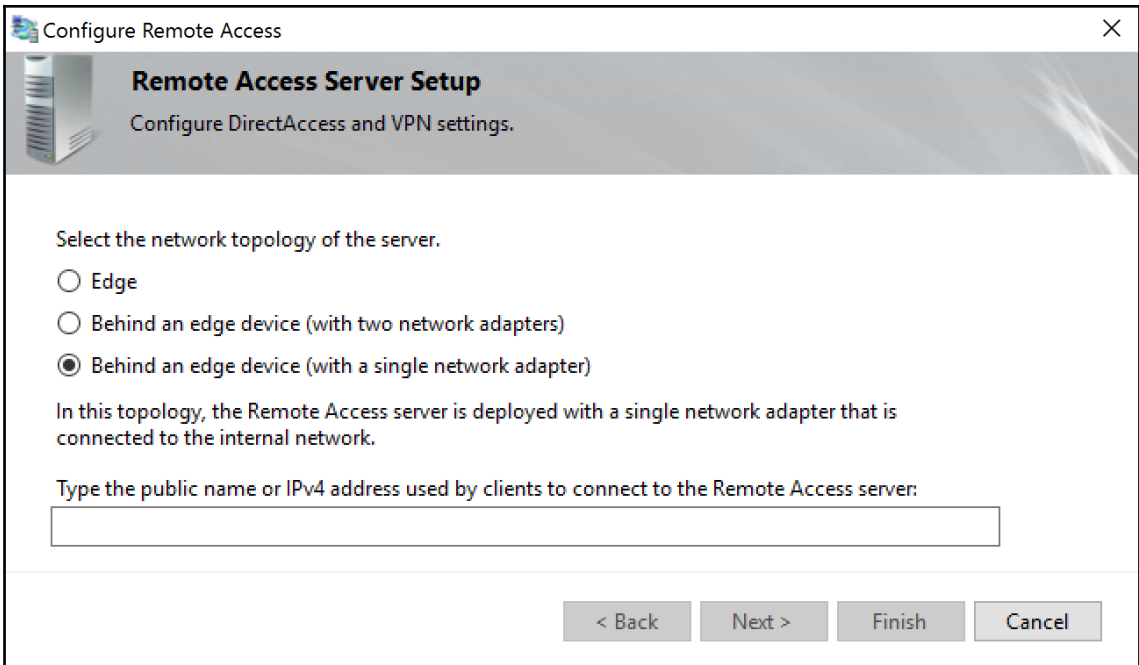 Configure Remote Access
Remote Access Server Setup
Configure DirectAccess and VPN settings.
Select the network topology of the server.
Edge
Behind an edge device (with two network adapters)
Behind an edge device (with a single network adapter)
In this topology, the Remote Access server is deployed with a single network adapter that is
connected to the internal network.
Type the public name or IPv4 address used by clients to connect to the Remote Access server:
< Back Next > Finish Cancel